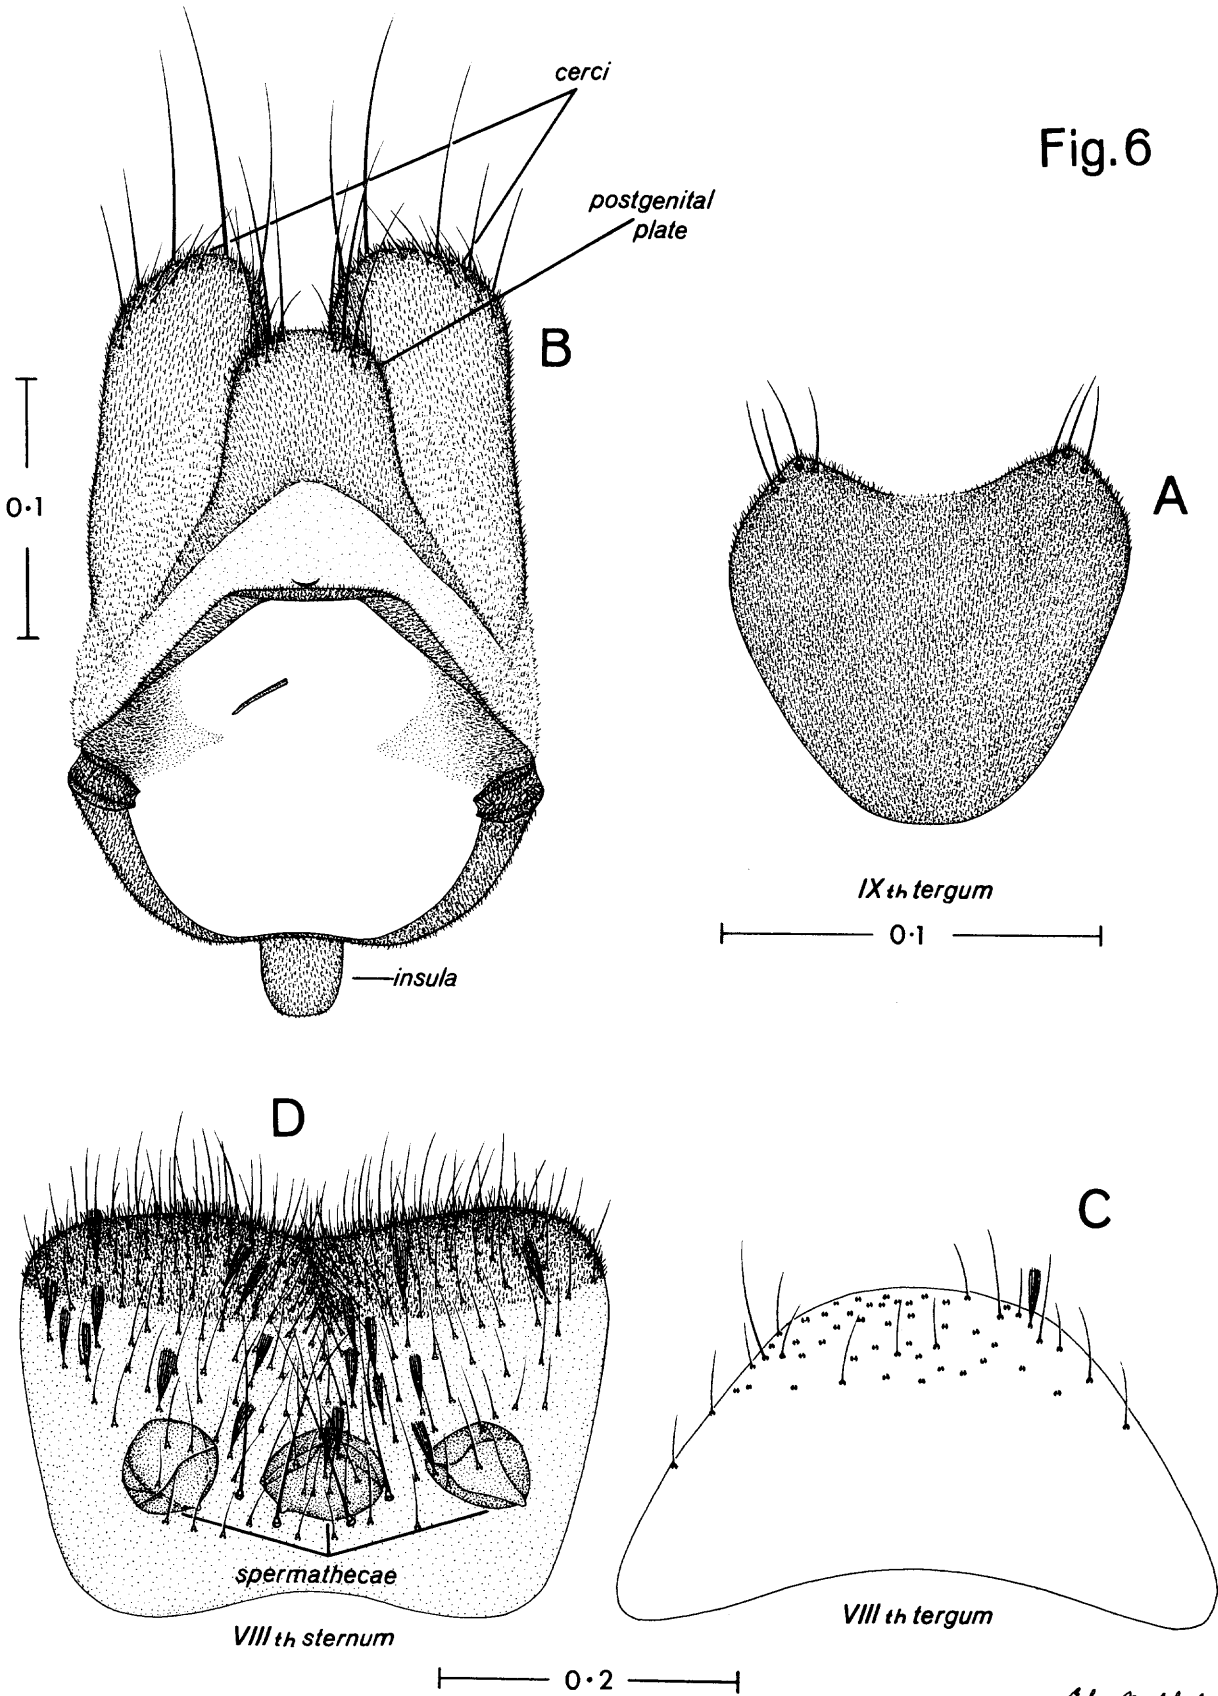 Fig.6
cerci
postgenital
plate
B
0·1
A
IXth tergum
0·1
insula
D
C
spermathecae
VIIIth sternum
VIIIth tergum
0·2